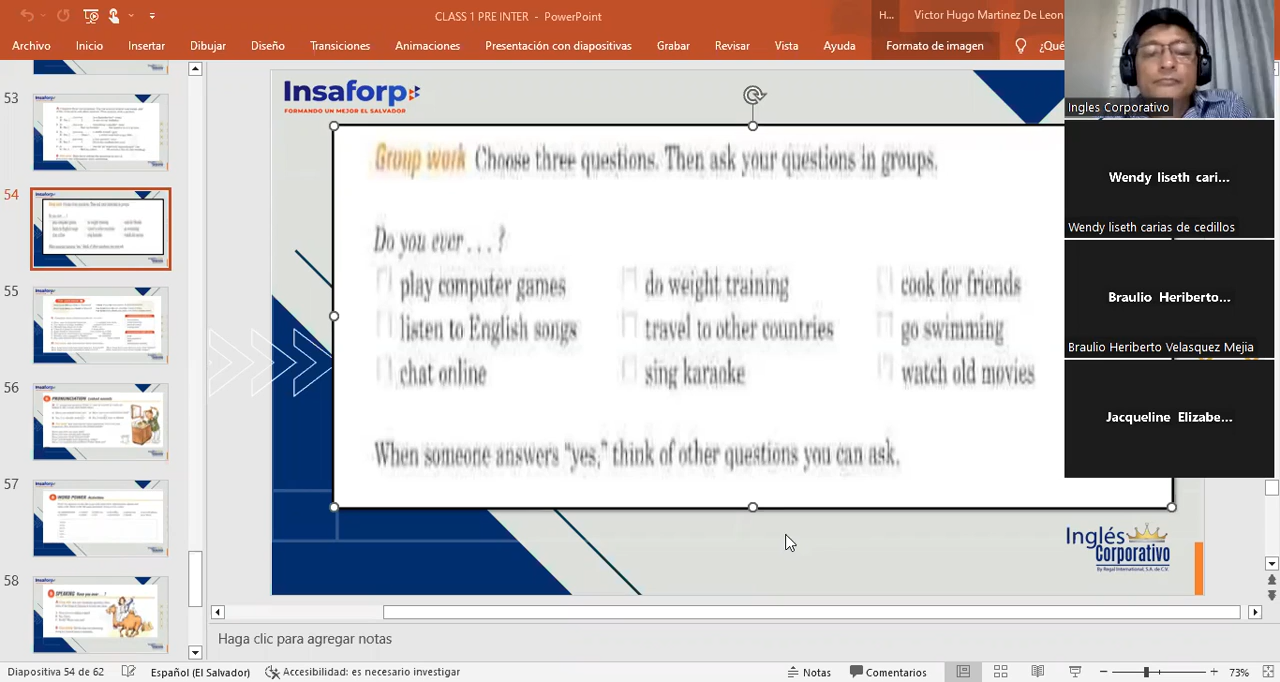 CLASS 1 PRE INTER - PowerPoint
H...
Victor Hugo Martinez De Leon
Archivo Inicio Insertar Dibujar Diseño Transiciones Animaciones Presentación con diapositivas Grabar Revisar Vista Ayuda Formato de imagen ¿Qué
Ingles Corporativo
Wendy liseth cari...
Wendy liseth carias de cedillos
Braulio Heriberto...
Braulio Heriberto Velasquez Mejia
Jacqueline Elizabe...
53
54
55
56
57
58
Insaforp
FORMANDO UN MEJOR EL SALVADOR
Group work Choose three questions. Then ask your questions in groups.
Do you ever . . . ?
play computer games do weight training cook for friends
listen to English songs travel to other countries go swimming
chat online sing karaoke watch old movies
When someone answers “yes,” think of other questions you can ask.
Inglés
Corporativo
By Regal International, S.A. de C.V.
Haga clic para agregar notas
Diapositiva 54 de 62 Español (El Salvador) Accesibilidad: es necesario investigar Notas Comentarios 73%